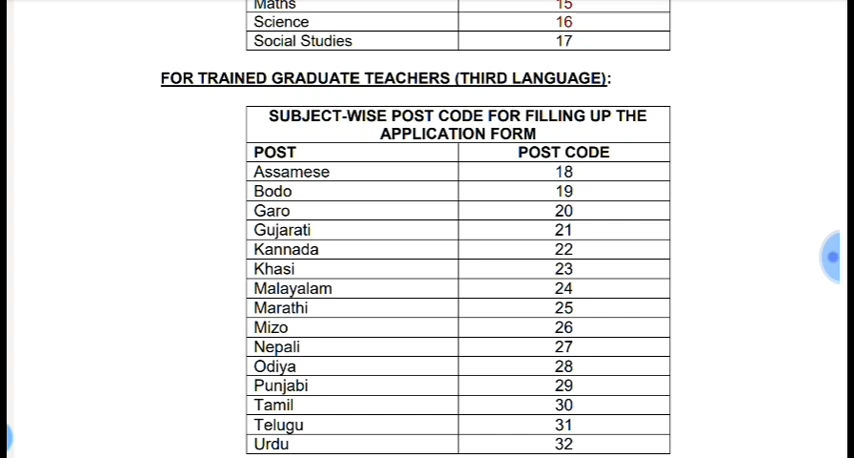 Maths 15
Science 16
Social Studies 17
FOR TRAINED GRADUATE TEACHERS (THIRD LANGUAGE):
SUBJECT-WISE POST CODE FOR FILLING UP THE
APPLICATION FORM
POST POST CODE
Assamese 18
Bodo 19
Garo 20
Gujarati 21
Kannada 22
Khasi 23
Malayalam 24
Marathi 25
Mizo 26
Nepali 27
Odiya 28
Punjabi 29
Tamil 30
Telugu 31
Urdu 32